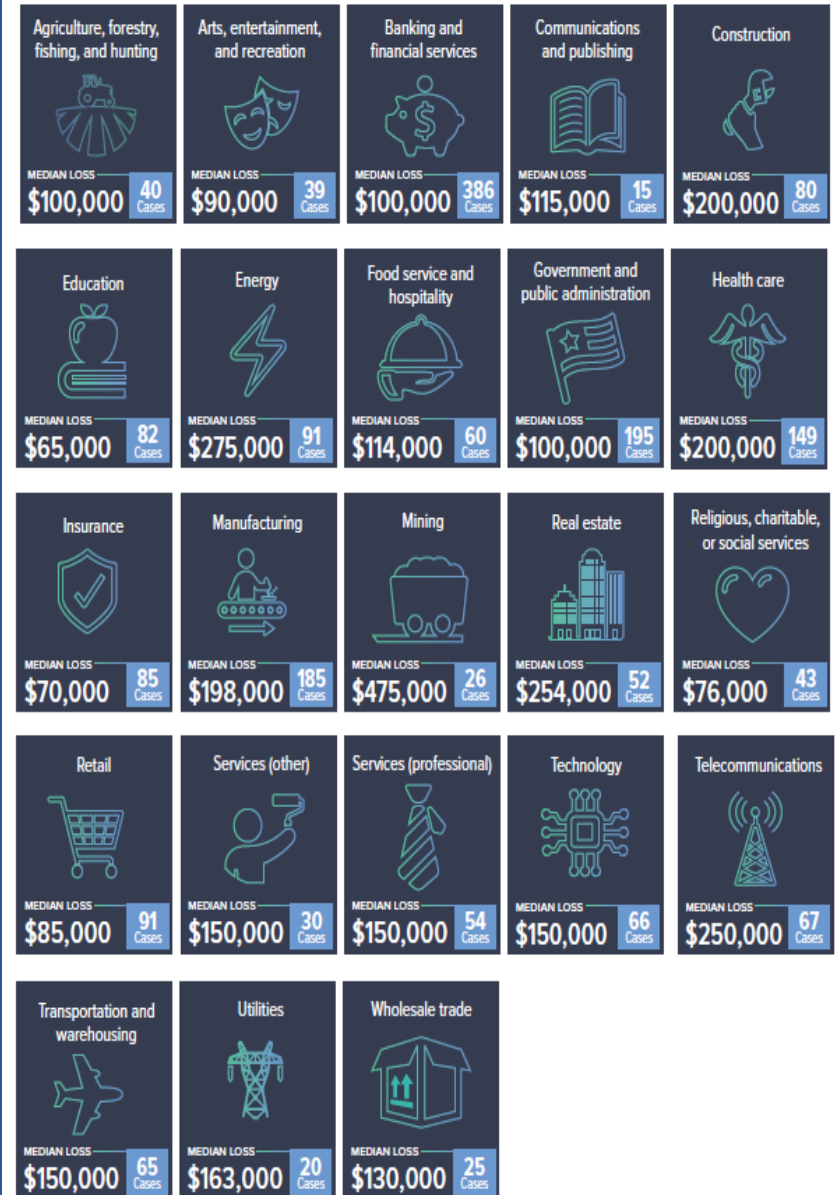 Agriculture, forestry,
fishing, and hunting
MEDIAN LOSS
$100,000
40
Cases
Arts, entertainment,
and recreation
MEDIAN LOSS
$90,000
39
Cases
Banking and
financial services
$
MEDIAN LOSS
$100,000
386
Cases
Communications
and publishing
MEDIAN LOSS
$115,000
15
Cases
Construction
MEDIAN LOSS
$200,000
80
Cases
Education
MEDIAN LOSS
$65,000
82
Cases
Energy
MEDIAN LOSS
$275,000
91
Cases
Food service and
hospitality
MEDIAN LOSS
$114,000
60
Cases
Government and
public administration
MEDIAN LOSS
$100,000
195
Cases
Health care
MEDIAN LOSS
$200,000
149
Cases
Insurance
MEDIAN LOSS
$70,000
85
Cases
Manufacturing
MEDIAN LOSS
$198,000
185
Cases
Mining
MEDIAN LOSS
$475,000
26
Cases
Real estate
MEDIAN LOSS
$254,000
52
Cases
Religious, charitable,
or social services
MEDIAN LOSS
$76,000
43
Cases
Retail
MEDIAN LOSS
$85,000
91
Cases
Services (other)
MEDIAN LOSS
$150,000
30
Cases
Services (professional)
MEDIAN LOSS
$150,000
54
Cases
Technology
MEDIAN LOSS
$150,000
66
Cases
Telecommunications
MEDIAN LOSS
$250,000
67
Cases
Transportation and
warehousing
MEDIAN LOSS
$150,000
65
Cases
Utilities
MEDIAN LOSS
$163,000
20
Cases
Wholesale trade
MEDIAN LOSS
$130,000
25
Cases